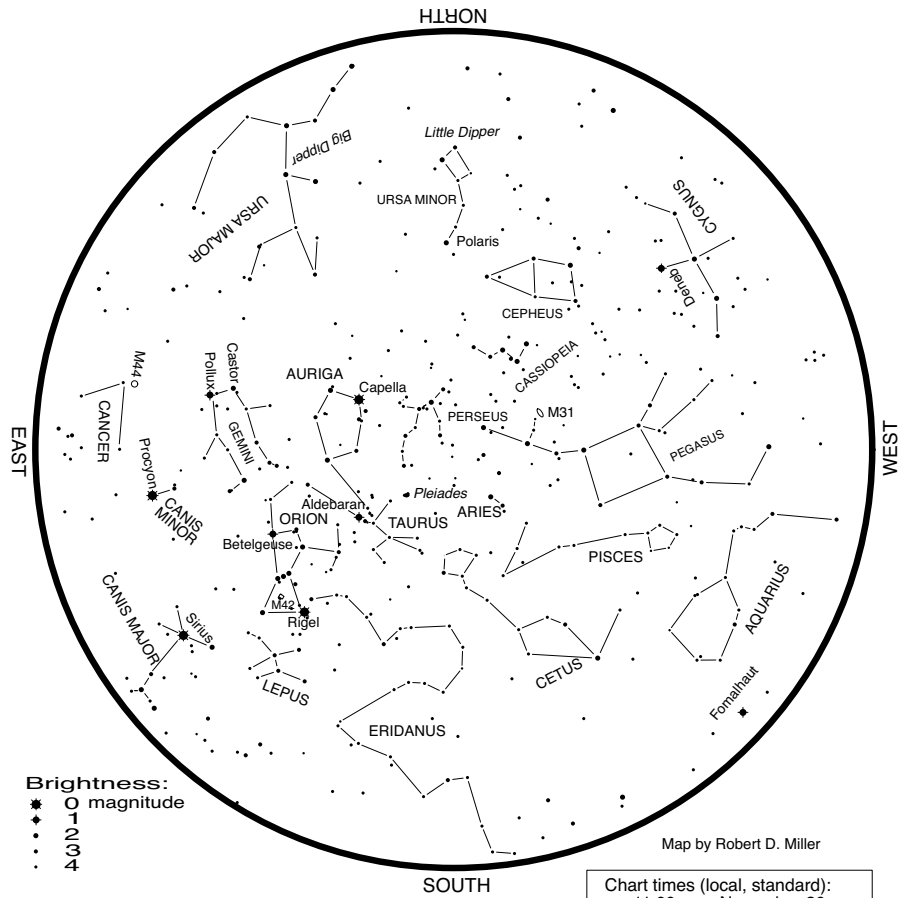 NORTH
Big Dipper
Little Dipper
URSA MINOR
Polaris
URSA MAJOR
CYGNUS
Deneb
CEPHEUS
CASSIOPEIA
M44
Pollux
Castor
AURIGA
Capella
PERSEUS
M31
CANCER
GEMINI
PEGASUS
EAST
WEST
Procyon
CANIS
MINOR
Aldebaran
Pleiades
ARIES
ORION
TAURUS
Betelgeuse
PISCES
AQUARIUS
CANIS MAJOR
M42
Rigel
Sirius
LEPUS
CETUS
Fomalhaut
ERIDANUS
Brightness:
0 magnitude
1
2
3
4
Map by Robert D. Miller
SOUTH
Chart times (local, standard):